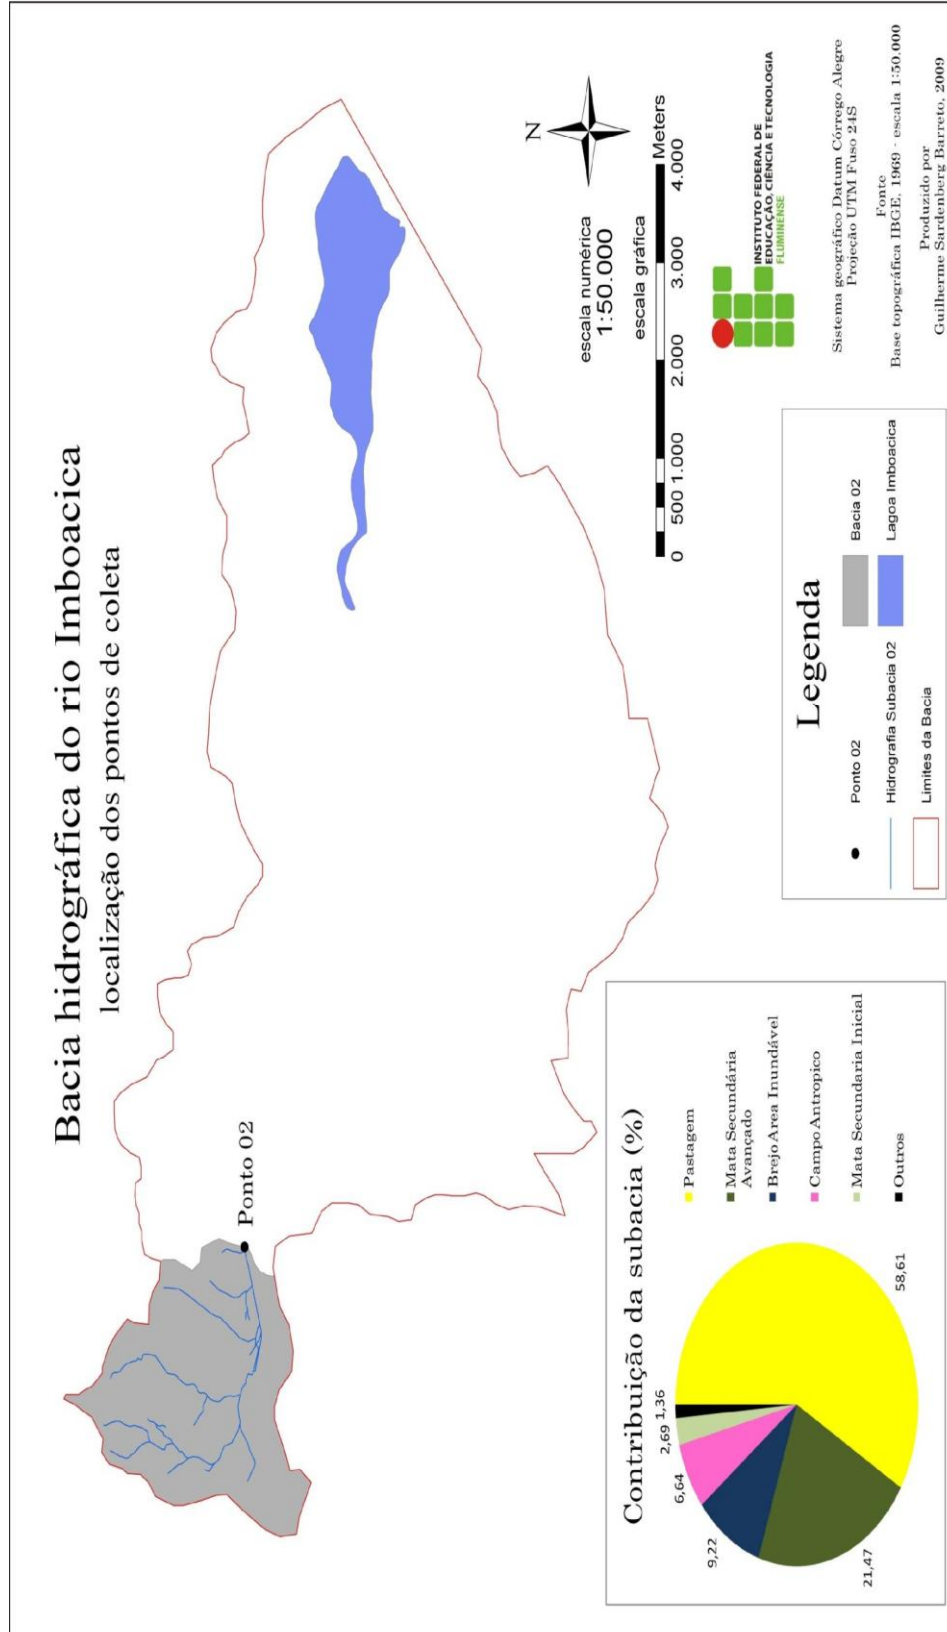 Bacia hidrográfica do rio Imboacica
localização dos pontos de coleta
Ponto 02
N
escala numérica
1:50.000
escala gráfica
0 500 1.000 2.000 3.000 4.000 Meters
INSTITUTO FEDERAL DE
EDUCAÇÃO, CIÊNCIA E TECNOLOGIA
FLUMINENSE
Sistema geográfico Datum Córrego Alegre
Projeção UTM Fuso 24S
Fonte
Base topográfica IBGE, 1969 - escala 1:50.000
Produzido por
Guilherme Sardenberg Barreto, 2009
Contribuição da subacia (%)
1,36
2,69
6,64
9,22
21,47
58,61
Pastagem
Mata Secundária
Avançado
Brejo Area Inundável
Campo Antropico
Mata Secundaria Inicial
Outros
Legenda
Ponto 02
Bacia 02
Hidrografia Subacia 02
Lagoa Imboacica
Limites da Bacia